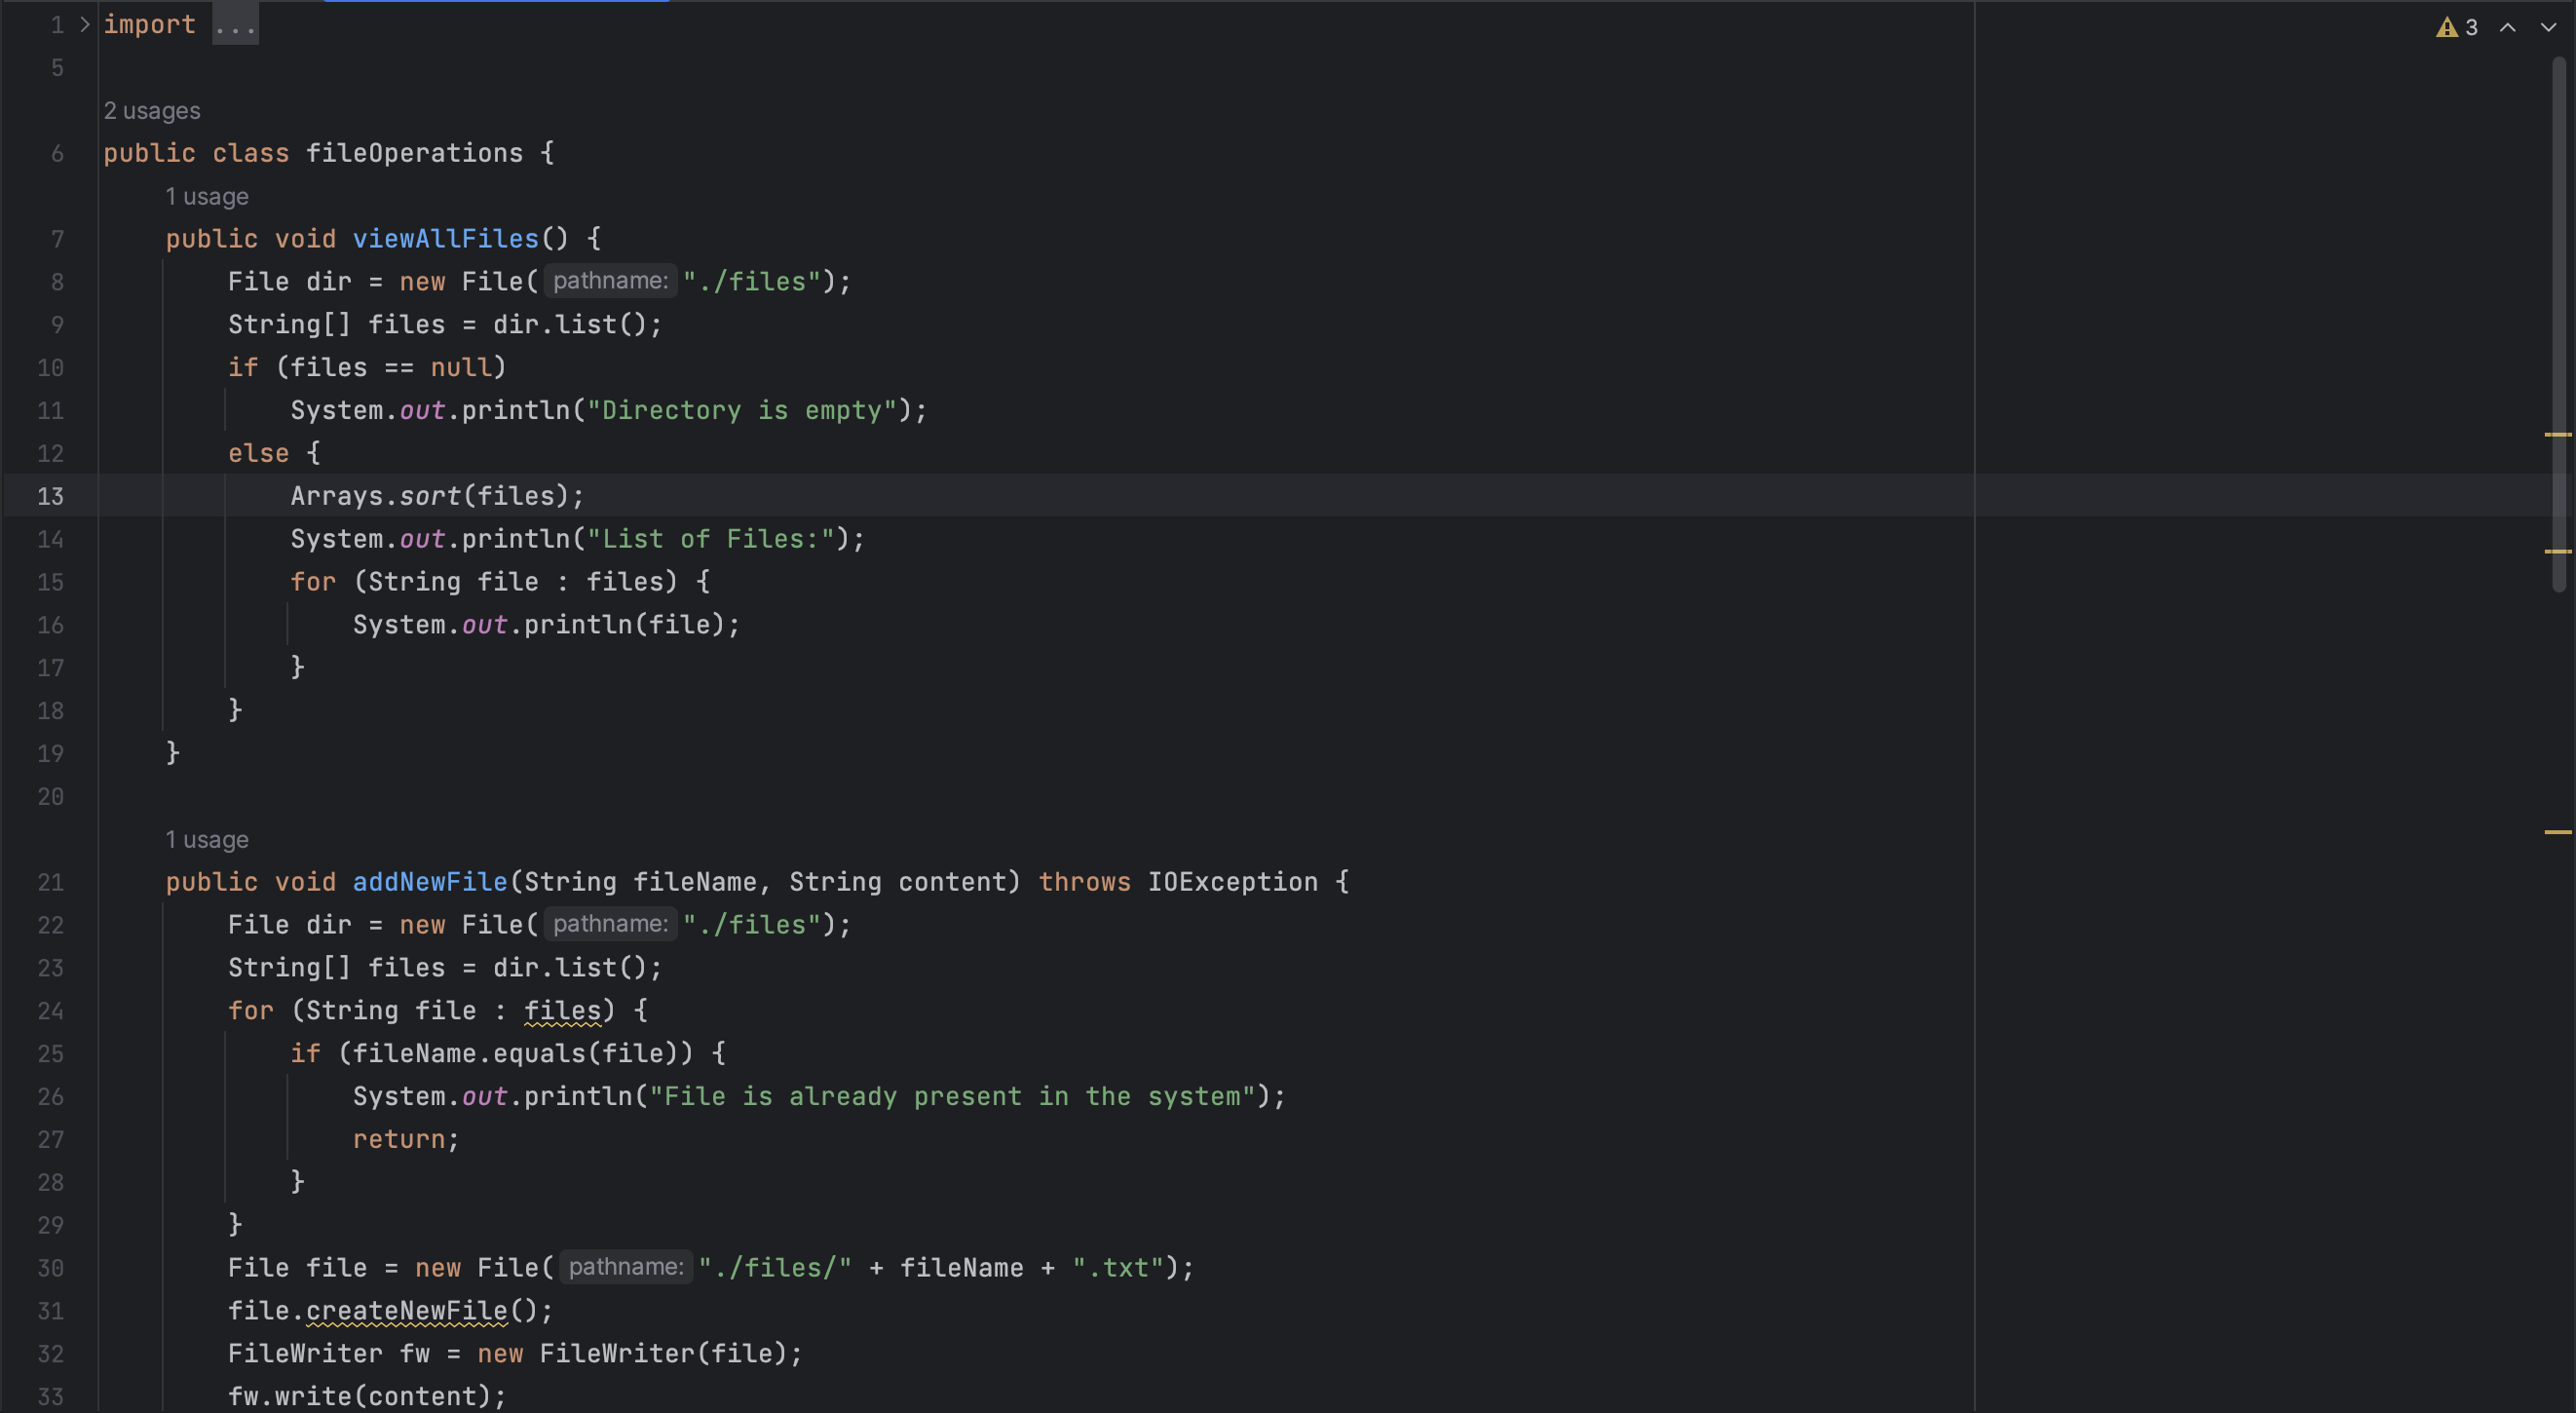 1 import ...
3
5
2 usages
6 public class fileOperations {
1 usage
7 public void viewAllFiles() {
8 File dir = new File( pathname: "./files");
9 String[] files = dir.list();
10 if (files == null)
11 System.out.println("Directory is empty");
12 else {
13 Arrays.sort(files);
14 System.out.println("List of Files:");
15 for (String file : files) {
16 System.out.println(file);
17 }
18 }
19 }
20
1 usage
21 public void addNewFile(String fileName, String content) throws IOException {
22 File dir = new File( pathname: "./files");
23 String[] files = dir.list();
24 for (String file : files) {
25 if (fileName.equals(file)) {
26 System.out.println("File is already present in the system");
27 return;
28 }
29 }
30 File file = new File( pathname: "./files/" + fileName + ".txt");
31 file.createNewFile();
32 FileWriter fw = new FileWriter(file);
33 fw.write(content);